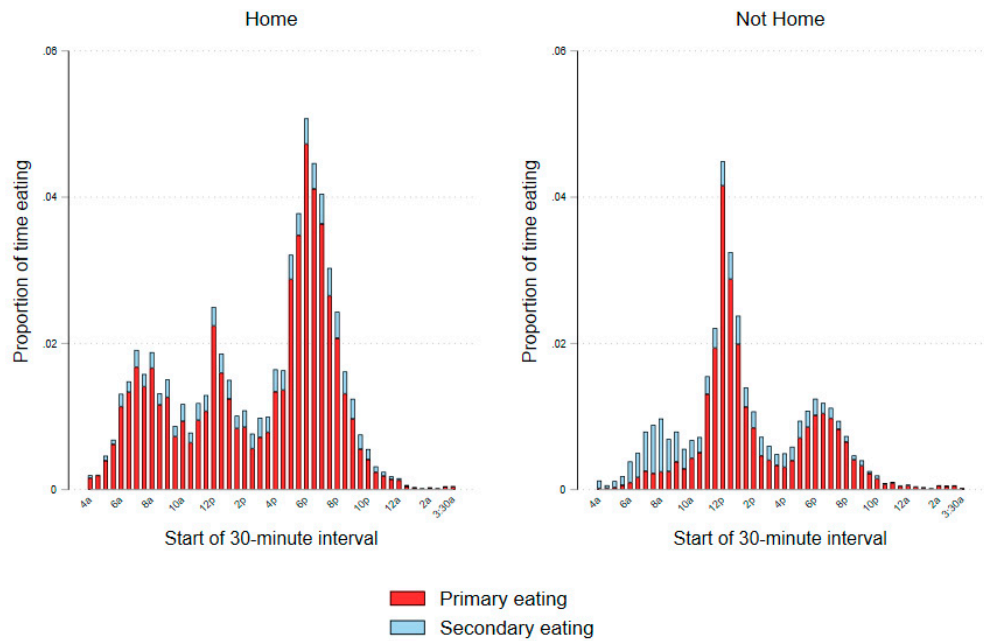 Home
Not Home
.06
.04
.02
0
Proportion of time eating
4a 6a 8a 10a 12p 2p 4p 6p 8p 10p 12a 2a 3:30a
Start of 30-minute interval
.06
.04
.02
0
Proportion of time eating
4a 6a 8a 10a 12p 2p 4p 6p 8p 10p 12a 2a 3:30a
Start of 30-minute interval
Primary eating
Secondary eating